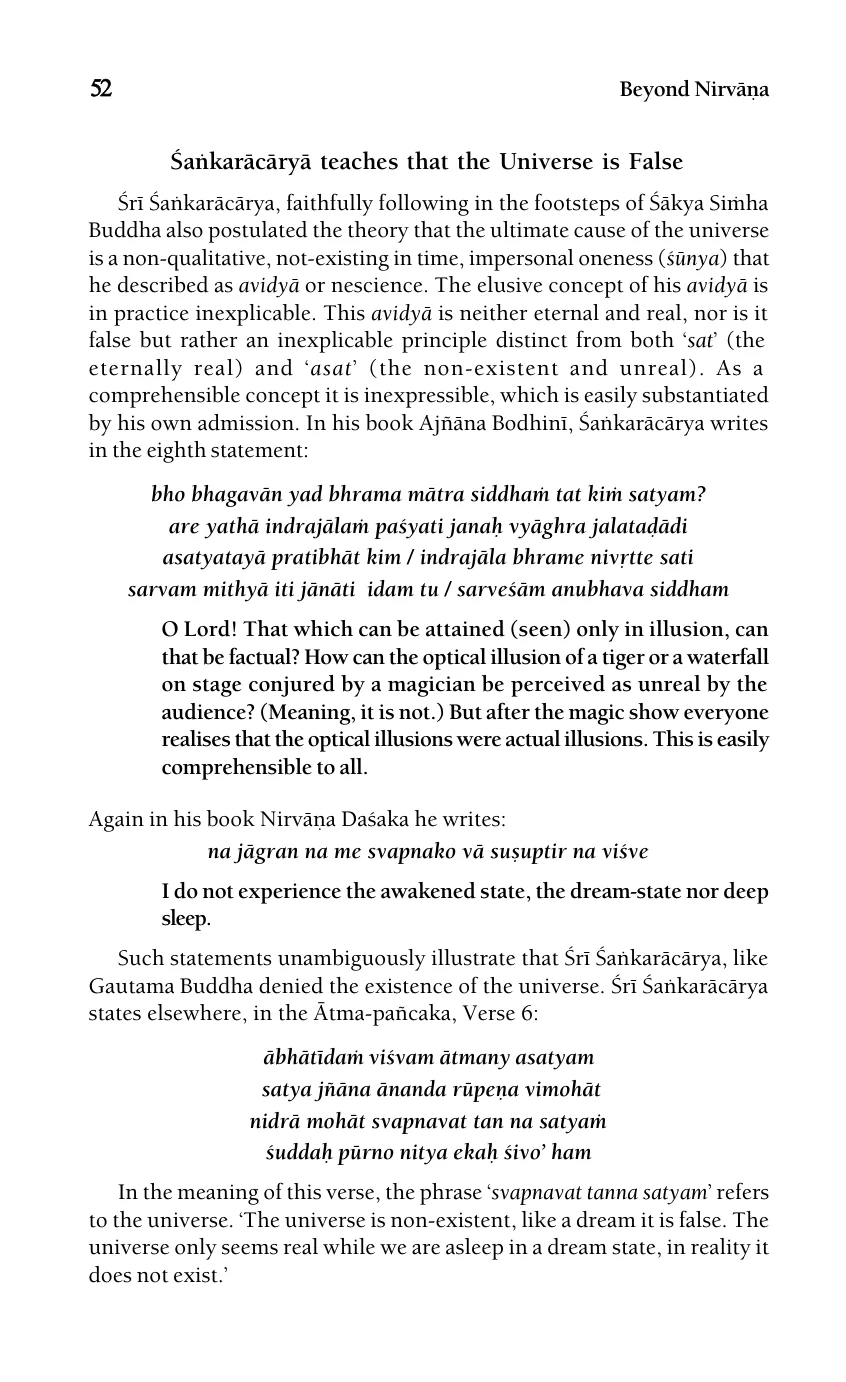 52 Beyond Nirvāṇa
Śaṅkarācāryā teaches that the Universe is False
Śrī Śaṅkarācārya, faithfully following in the footsteps of Śākya Siṁha
Buddha also postulated the theory that the ultimate cause of the universe
is a non-qualitative, not-existing in time, impersonal oneness (śūnya) that
he described as avidyā or nescience. The elusive concept of his avidyā is
in practice inexplicable. This avidyā is neither eternal and real, nor is it
false but rather an inexplicable principle distinct from both ‘sat’ (the
eternally real) and ‘asat’ (the non-existent and unreal). As a
comprehensible concept it is inexpressible, which is easily substantiated
by his own admission. In his book Ajñāna Bodhinī, Śaṅkarācārya writes
in the eighth statement:
bho bhagavān yad bhrama mātra siddhaṁ tat kiṁ satyam?
are yathā indrajālaṁ paśyati janaḥ vyāghra jalataḍādi
asatyatayā pratibhāt kim / indrajāla bhrame nivṛtte sati
sarvam mithyā iti jānāti idam tu / sarveśām anubhava siddham
O Lord! That which can be attained (seen) only in illusion, can
that be factual? How can the optical illusion of a tiger or a waterfall
on stage conjured by a magician be perceived as unreal by the
audience? (Meaning, it is not.) But after the magic show everyone
realises that the optical illusions were actual illusions. This is easily
comprehensible to all.
Again in his book Nirvāṇa Daśaka he writes:
na jāgran na me svapnako vā suṣuptir na viśve
I do not experience the awakened state, the dream-state nor deep
sleep.
Such statements unambiguously illustrate that Śrī Śaṅkarācārya, like
Gautama Buddha denied the existence of the universe. Śrī Śaṅkarācārya
states elsewhere, in the Ātma-pañcaka, Verse 6:
ābhātīdaṁ viśvam ātmany asatyam
satya jñāna ānanda rūpeṇa vimohāt
nidrā mohāt svapnavat tan na satyaṁ
śuddaḥ pūrno nitya ekaḥ śivo’ ham
In the meaning of this verse, the phrase ‘svapnavat tanna satyam’ refers
to the universe. ‘The universe is non-existent, like a dream it is false. The
universe only seems real while we are asleep in a dream state, in reality it
does not exist.’